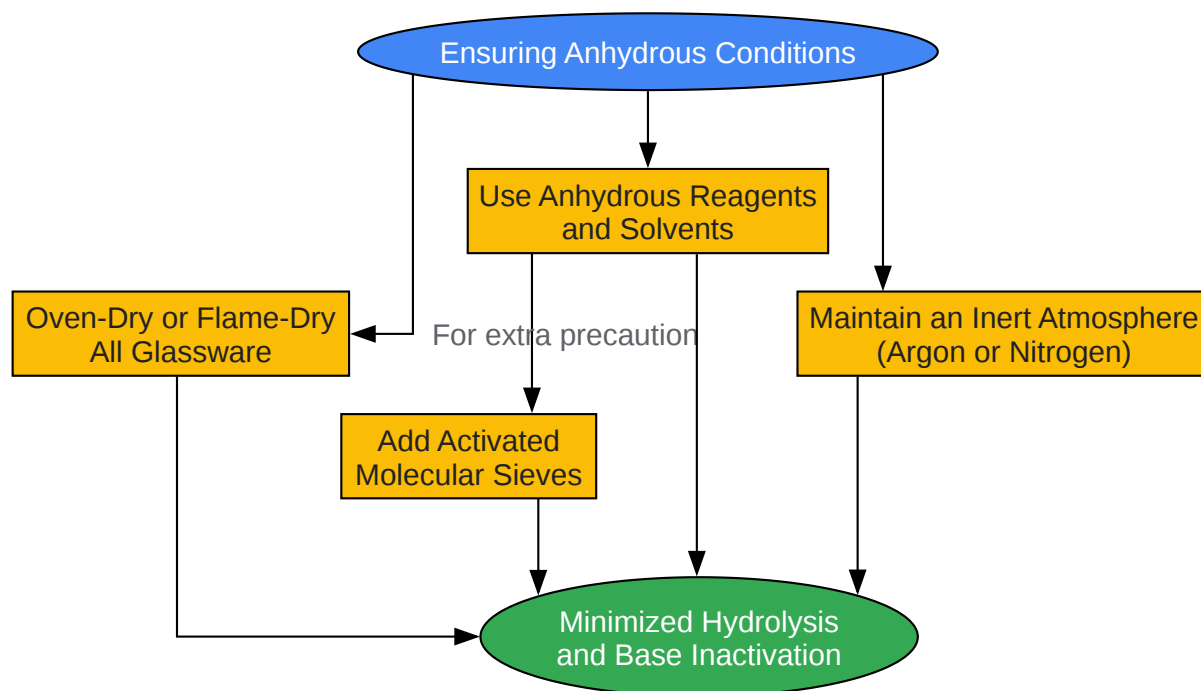 Ensuring Anhydrous Conditions
Use Anhydrous Reagents
and Solvents
Oven-Dry or Flame-Dry
All Glassware
For extra precaution
Maintain an Inert Atmosphere
(Argon or Nitrogen)
Add Activated
Molecular Sieves
Minimized Hydrolysis
and Base Inactivation